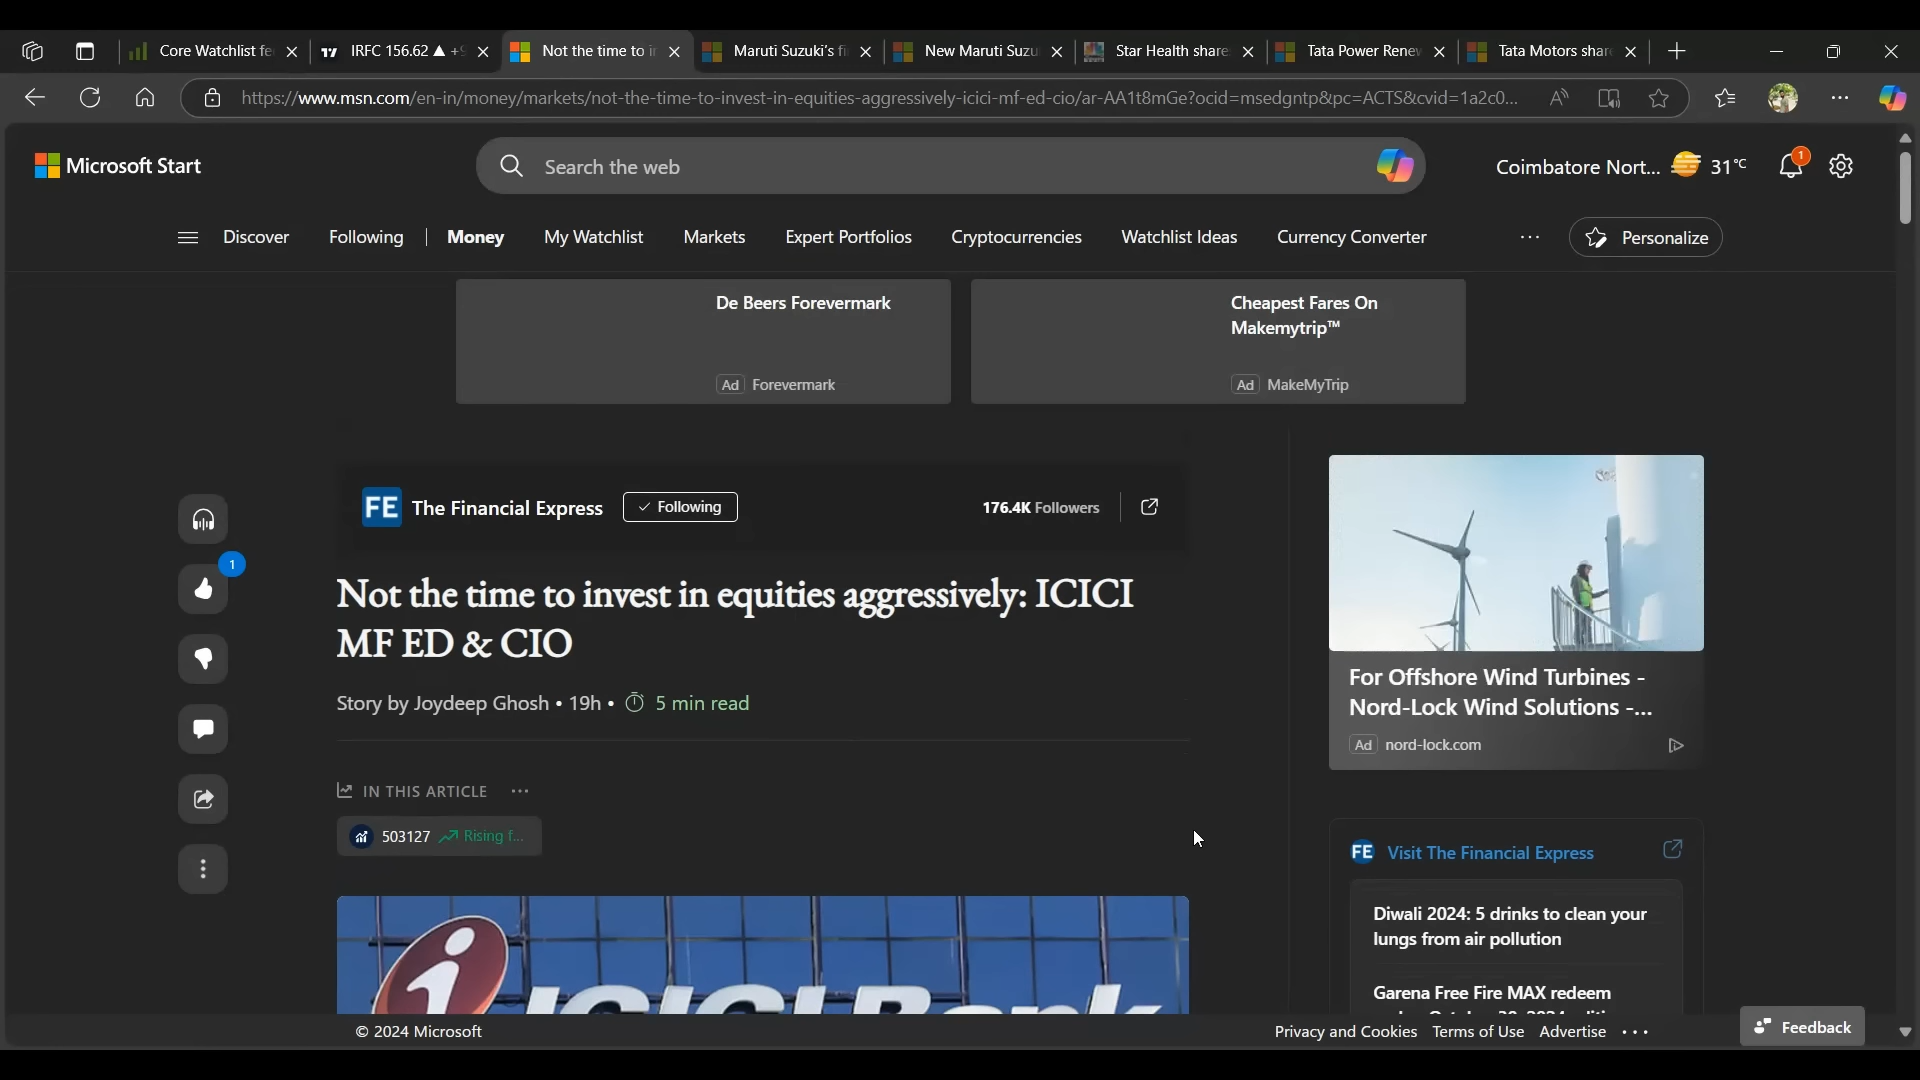 Core Watchlist fe
IRFC 156.62 ▲ +
Not the time to i
Maruti Suzuki's fi
New Maruti Suzu
Star Health share
Tata Power Renew
Tata Motors shar
https://www.msn.com/en-in/money/markets/not-the-time-to-invest-in-equities-aggressively-icici-mf-ed-cio/ar-AA1t8mGe?ocid=msedgntp&pc=ACTS&cvid=1a2c0...
Microsoft Start
Search the web
Coimbatore Nort... 31°C
1
Discover Following Money My Watchlist Markets Expert Portfolios Cryptocurrencies Watchlist Ideas Currency Converter ... Personalize
De Beers Forevermark
Ad Forevermark
Cheapest Fares On
Makemytrip™
Ad MakeMyTrip
FE The Financial Express Following 176.4K Followers
1
Not the time to invest in equities aggressively: ICICI
MF ED & CIO
Story by Joydeep Ghosh • 19h • 5 min read
IN THIS ARTICLE ...
503127 Rising f...
i ICICI Bank
For Offshore Wind Turbines -
Nord-Lock Wind Solutions -...
Ad nord-lock.com
FE Visit The Financial Express
Diwali 2024: 5 drinks to clean your
lungs from air pollution
Garena Free Fire MAX redeem
© 2024 Microsoft
Privacy and Cookies Terms of Use Advertise ...
Feedback